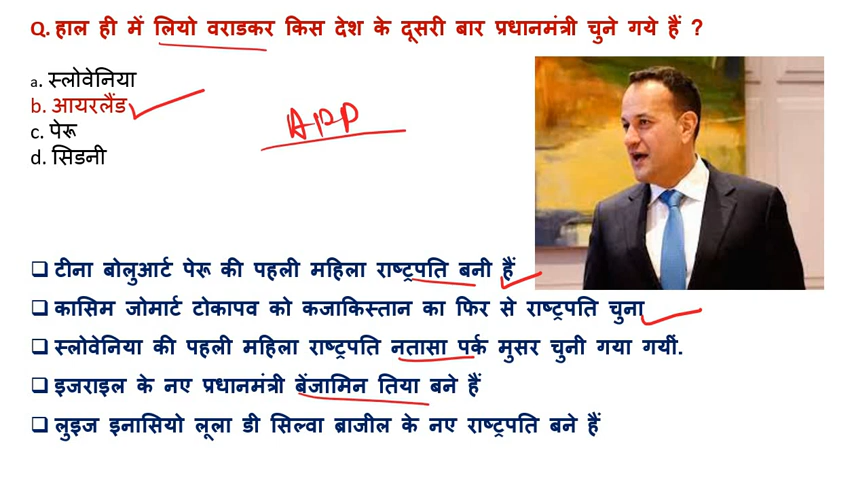 Q. हाल ही में लियो वराडकर किस देश के दूसरी बार प्रधानमंत्री चुने गये हैं ?
a. स्लोवेनिया
b. आयरलैंड
c. पेरू
d. सिडनी
APP
❑ टीना बोलुआर्ट पेरू की पहली महिला राष्ट्रपति बनी हैं
❑ कासिम जोमार्ट टोकापव को कजाकिस्तान का फिर से राष्ट्रपति चुना
❑ स्लोवेनिया की पहली महिला राष्ट्रपति नतासा पर्क मुसर चुनी गया गयीं.
❑ इजराइल के नए प्रधानमंत्री बेंजामिन तिया बने हैं
❑ लुइज इनासियो लूला डी सिल्वा ब्राजील के नए राष्ट्रपति बने हैं